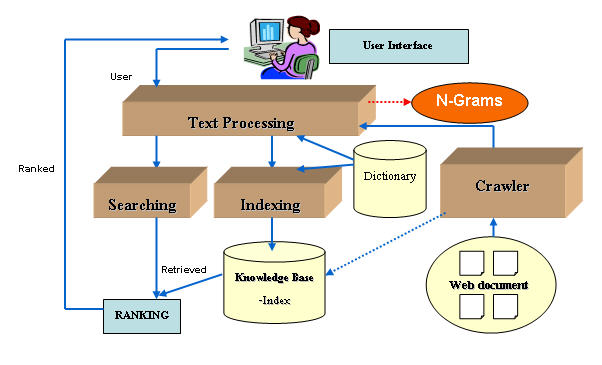 User Interface
User
N-Grams
Text Processing
Ranked
Dictionary
Searching
Indexing
Crawler
Retrieved
Knowledge Base
-Index
Web document
RANKING